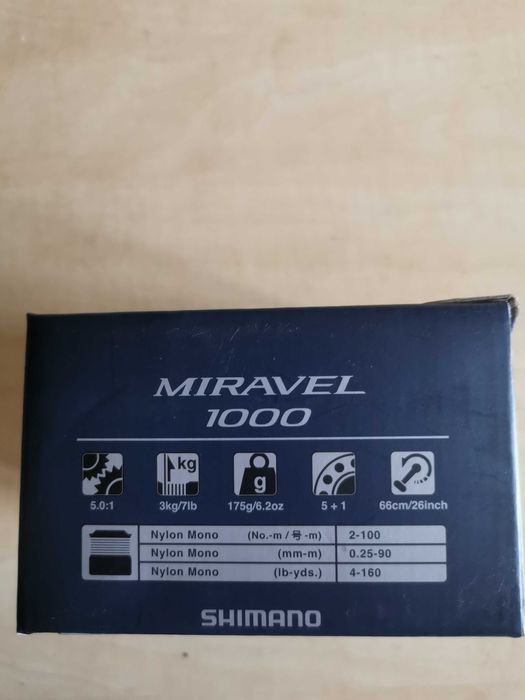 MIRAVEL
1000
kg
g
5.0:1 3kg/7lb 175g/6.2oz 5 + 1 66cm/26inch
Nylon Mono (No.-m / 号 -m) 2-100
Nylon Mono (mm-m) 0.25-90
Nylon Mono (lb-yds.) 4-160
SHIMANO